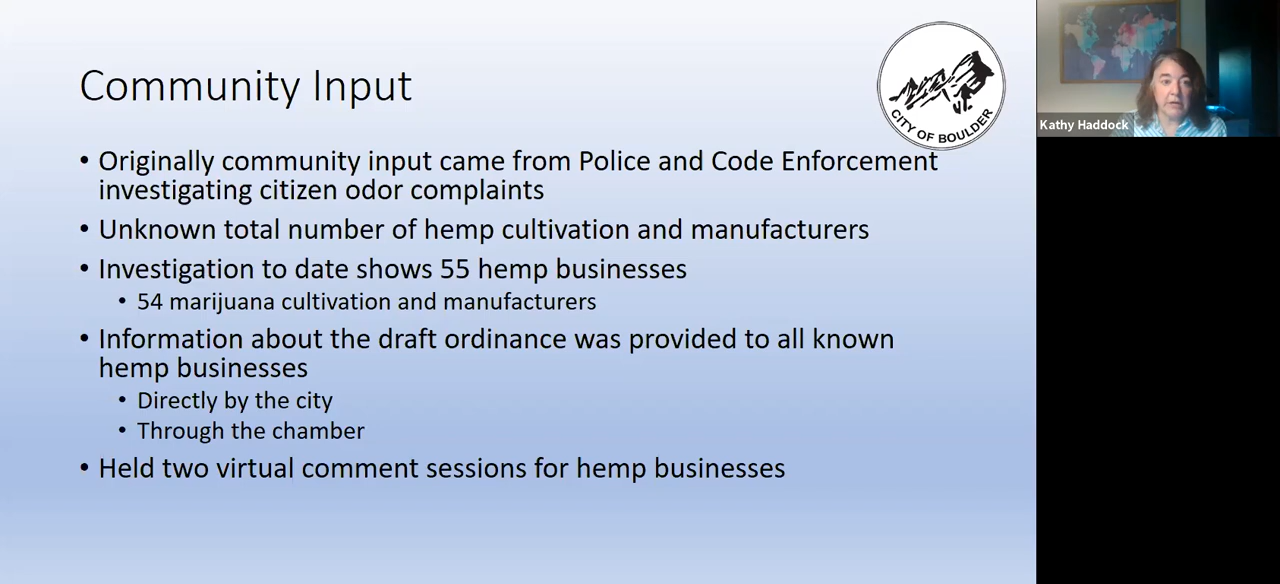 Community Input
CITY OF BOULDER
Kathy Haddock
• Originally community input came from Police and Code Enforcement
investigating citizen odor complaints
• Unknown total number of hemp cultivation and manufacturers
• Investigation to date shows 55 hemp businesses
• 54 marijuana cultivation and manufacturers
• Information about the draft ordinance was provided to all known
hemp businesses
• Directly by the city
• Through the chamber
• Held two virtual comment sessions for hemp businesses